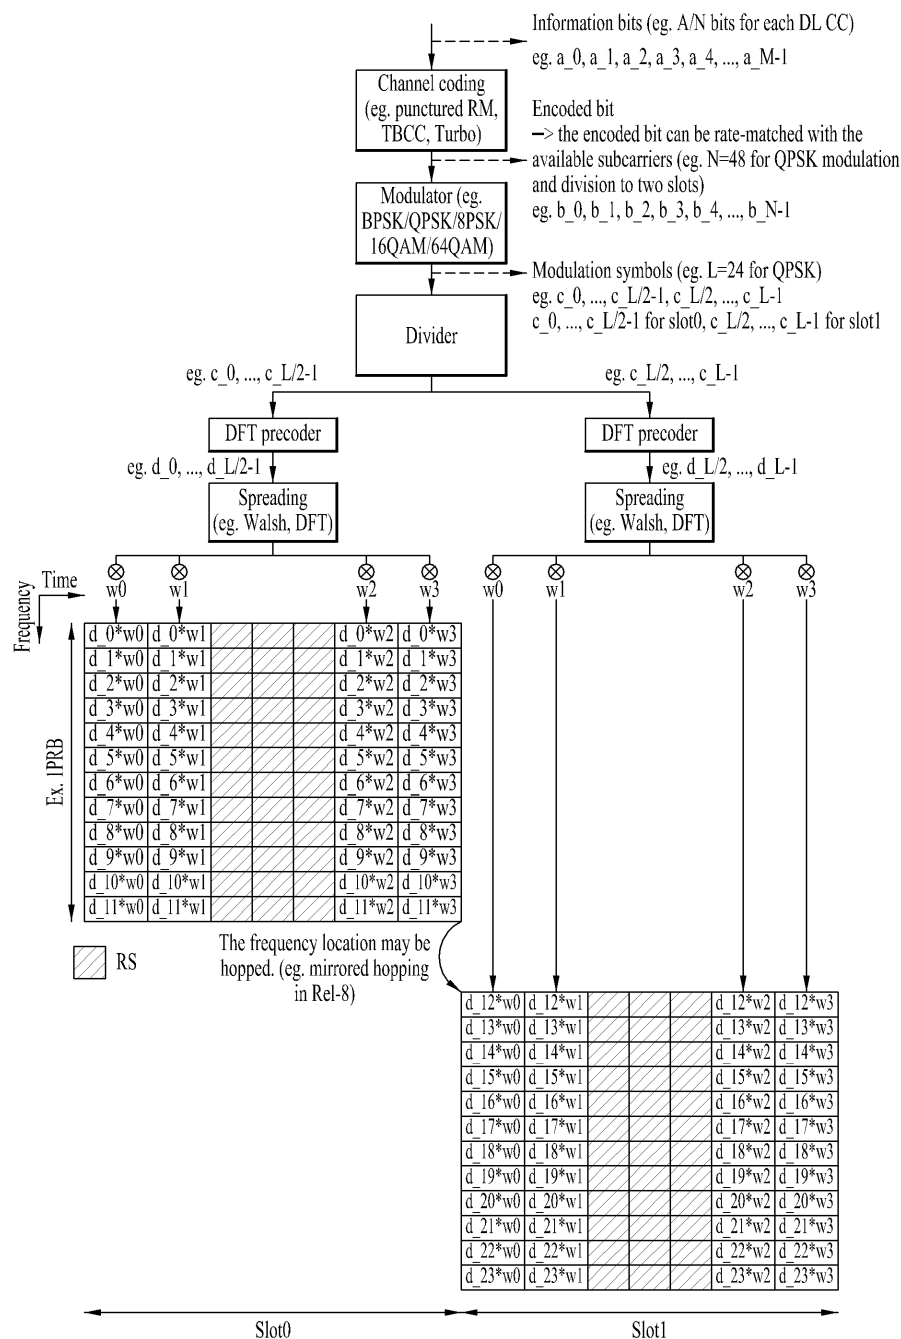 Information bits (eg. A/N bits for each DL CC)
eg. a_0, a_1, a_2, a_3, a_4, ..., a_M-1
Channel coding
(eg. punctured RM,
TBCC, Turbo)
Encoded bit
–> the encoded bit can be rate-matched with the
available subcarriers (eg. N=48 for QPSK modulation
and division to two slots)
eg. b_0, b_1, b_2, b_3, b_4, ..., b_N-1
Modulator (eg.
BPSK/QPSK/8PSK/
16QAM/64QAM)
Modulation symbols (eg. L=24 for QPSK)
eg. c_0, ..., c_L/2-1, c_L/2, ..., c_L-1
c_0, ..., c_L/2-1 for slot0, c_L/2, ..., c_L-1 for slot1
Divider
eg. c_0, ..., c_L/2-1
eg. c_L/2, ..., c_L-1
DFT precoder
DFT precoder
eg. d_0, ..., d_L/2-1
eg. d_L/2, ..., d_L-1
Spreading
(eg. Walsh, DFT)
Spreading
(eg. Walsh, DFT)
Time
Frequency
w0 w1 w2 w3
w0 w1 w2 w3
Ex. 1PRB
d_0*w0 d_0*w1 d_0*w2 d_0*w3
d_1*w0 d_1*w1 d_1*w2 d_1*w3
d_2*w0 d_2*w1 d_2*w2 d_2*w3
d_3*w0 d_3*w1 d_3*w2 d_3*w3
d_4*w0 d_4*w1 d_4*w2 d_4*w3
d_5*w0 d_5*w1 d_5*w2 d_5*w3
d_6*w0 d_6*w1 d_6*w2 d_6*w3
d_7*w0 d_7*w1 d_7*w2 d_7*w3
d_8*w0 d_8*w1 d_8*w2 d_8*w3
d_9*w0 d_9*w1 d_9*w2 d_9*w3
d_10*w0 d_10*w1 d_10*w2 d_10*w3
d_11*w0 d_11*w1 d_11*w2 d_11*w3
RS
The frequency location may be
hopped. (eg. mirrored hopping
in Rel-8)
d_12*w0 d_12*w1 d_12*w2 d_12*w3
d_13*w0 d_13*w1 d_13*w2 d_13*w3
d_14*w0 d_14*w1 d_14*w2 d_14*w3
d_15*w0 d_15*w1 d_15*w2 d_15*w3
d_16*w0 d_16*w1 d_16*w2 d_16*w3
d_17*w0 d_17*w1 d_17*w2 d_17*w3
d_18*w0 d_18*w1 d_18*w2 d_18*w3
d_19*w0 d_19*w1 d_19*w2 d_19*w3
d_20*w0 d_20*w1 d_20*w2 d_20*w3
d_21*w0 d_21*w1 d_21*w2 d_21*w3
d_22*w0 d_22*w1 d_22*w2 d_22*w3
d_23*w0 d_23*w1 d_23*w2 d_23*w3
Slot0
Slot1